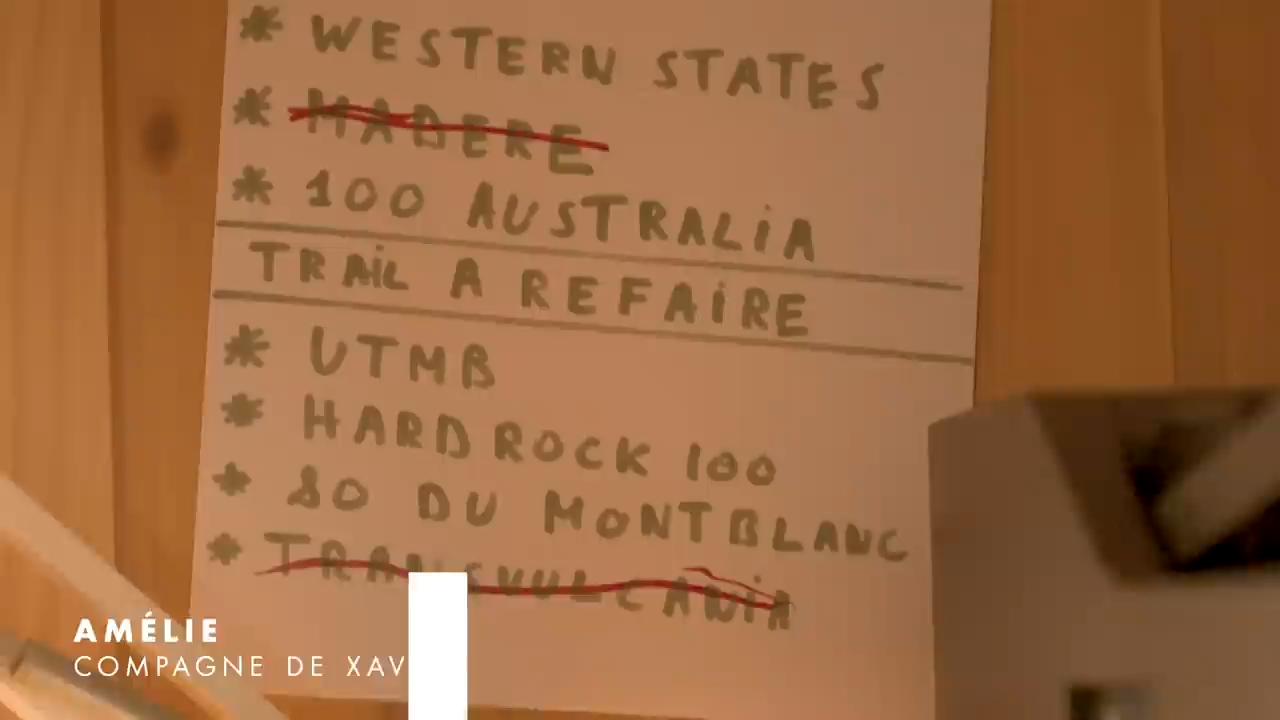 * WESTERN STATES
* MADERE
* 100 AUSTRALiA
TRAiL A REFAiRE
* UTMB
* HARDROCK 100
* 80 DU MONTBLANC
* TRANSVULCANiA
AMÉLIE
COMPAGNE DE XAV